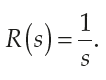 R(s) = 1/s.